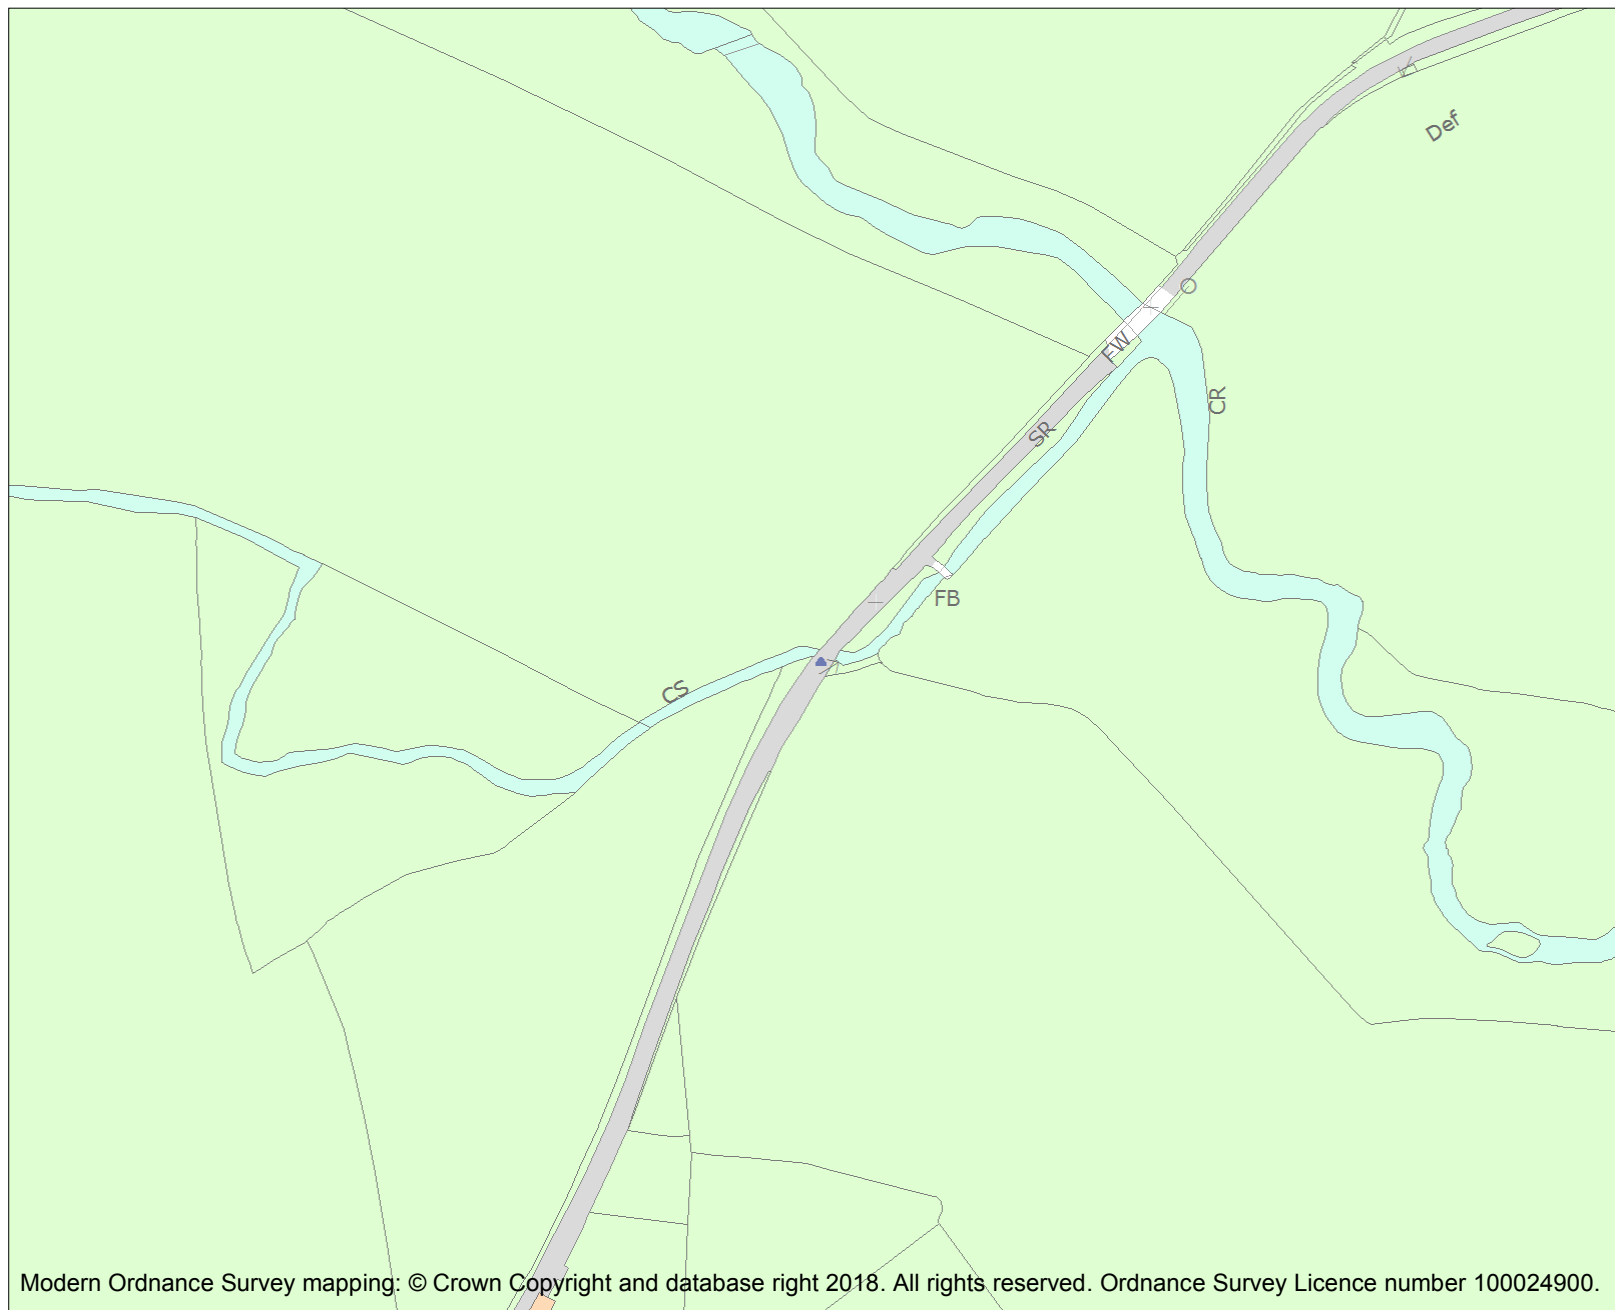 Def
FW
CR
SR
FB
CS
Modern Ordnance Survey mapping: © Crown Copyright and database right 2018. All rights reserved. Ordnance Survey Licence number 100024900.